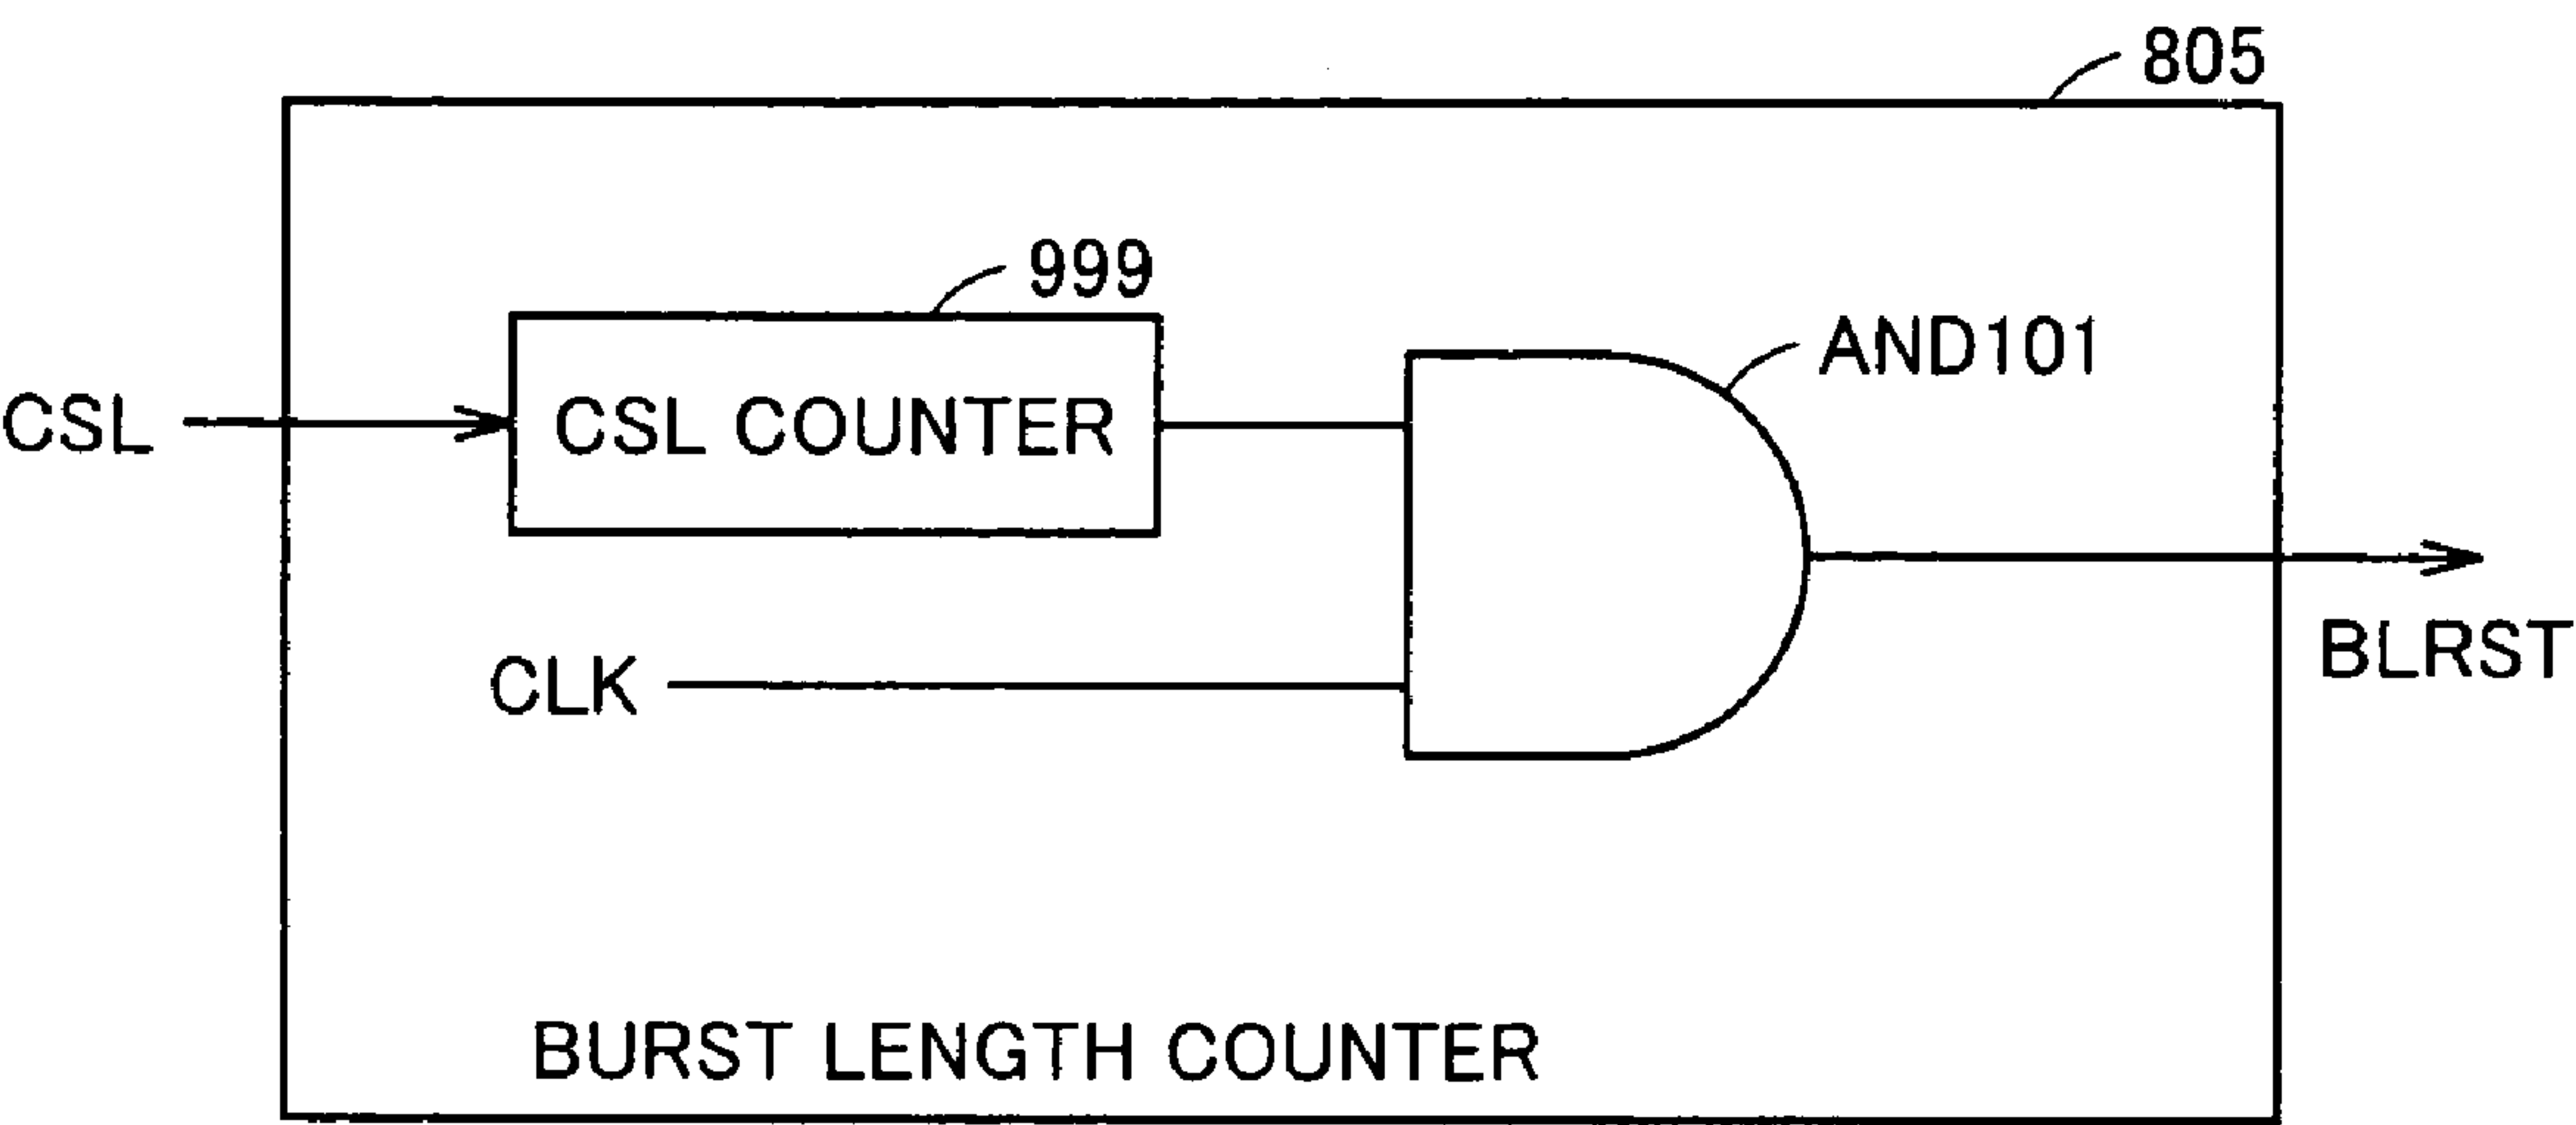 805
999
AND101
CSL
CSL COUNTER
CLK
BLRST
BURST LENGTH COUNTER